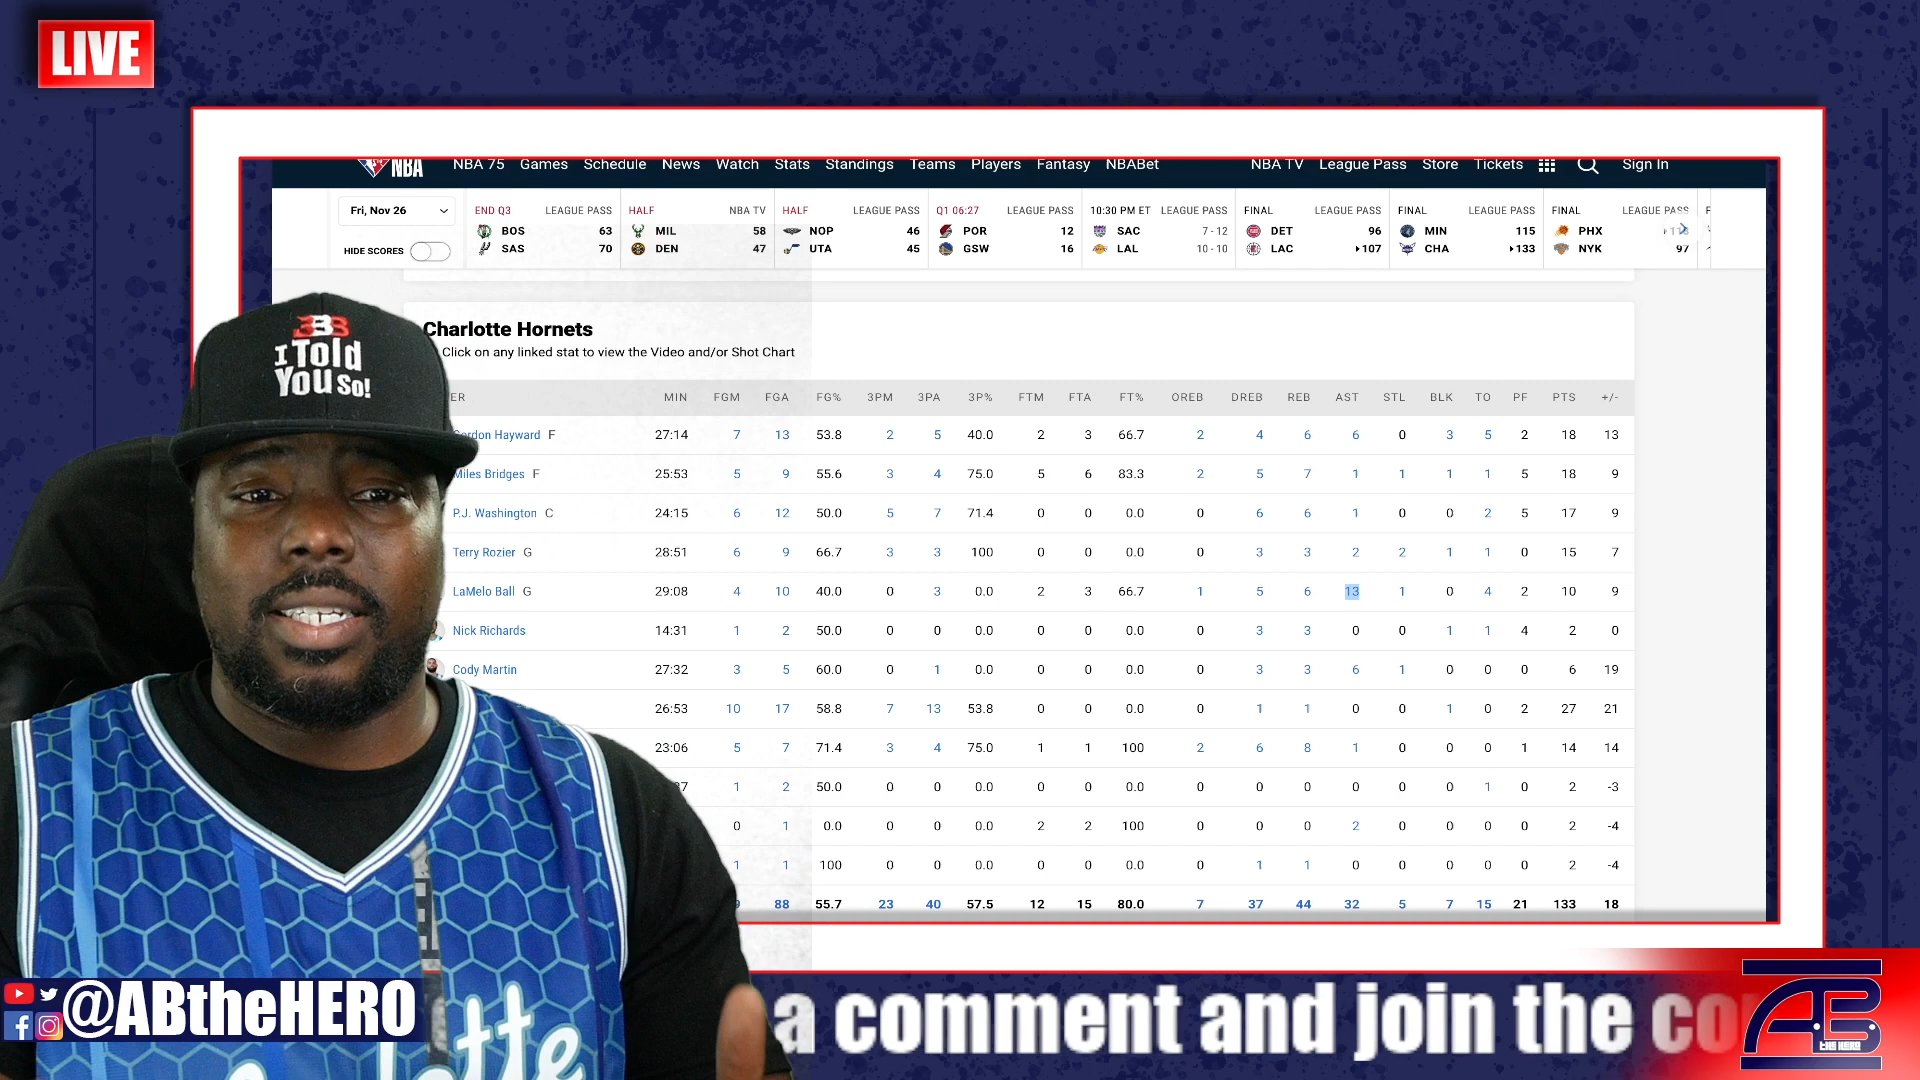 LIVE
NBA NBA 75 Games Schedule News Watch Stats Standings Teams Players Fantasy NBABet NBA TV League Pass Store Tickets Sign In
Fri, Nov 26
HIDE SCORES
END Q3 LEAGUE PASS
BOS 63
SAS 70
HALF NBA TV
MIL 58
DEN 47
HALF LEAGUE PASS
NOP 46
UTA 45
Q1 06:27 LEAGUE PASS
POR 12
GSW 16
10:30 PM ET LEAGUE PASS
SAC 7 - 12
LAL 10 - 10
FINAL LEAGUE PASS
DET 96
LAC 107
FINAL LEAGUE PASS
MIN 115
CHA 133
FINAL LEAGUE PASS
PHX
NYK 97
Charlotte Hornets
Click on any linked stat to view the Video and/or Shot Chart
ER MIN FGM FGA FG% 3PM 3PA 3P% FTM FTA FT% OREB DREB REB AST STL BLK TO PF PTS +/-
Gordon Hayward F 27:14 7 13 53.8 2 5 40.0 2 3 66.7 2 4 6 6 0 3 5 2 18 13
Miles Bridges F 25:53 5 9 55.6 3 4 75.0 5 6 83.3 2 5 7 1 1 1 1 5 18 9
P.J. Washington C 24:15 6 12 50.0 5 7 71.4 0 0 0.0 0 6 6 1 0 0 2 5 17 9
Terry Rozier G 28:51 6 9 66.7 3 3 100 0 0 0.0 0 3 3 2 2 1 1 0 15 7
LaMelo Ball G 29:08 4 10 40.0 0 3 0.0 2 3 66.7 1 5 6 13 1 0 4 2 10 9
Nick Richards 14:31 1 2 50.0 0 0 0.0 0 0 0.0 0 3 3 0 0 1 1 4 2 0
Cody Martin 27:32 3 5 60.0 0 1 0.0 0 0 0.0 0 3 3 6 1 0 0 0 6 19
26:53 10 17 58.8 7 13 53.8 0 0 0.0 0 1 1 0 0 1 0 2 27 21
23:06 5 7 71.4 3 4 75.0 1 1 100 2 6 8 1 0 0 0 1 14 14
7 1 2 50.0 0 0 0.0 0 0 0.0 0 0 0 0 0 0 1 0 2 -3
0 1 0.0 0 0 0.0 2 2 100 0 0 0 2 0 0 0 0 2 -4
1 1 100 0 0 0.0 0 0 0.0 0 1 1 0 0 0 0 0 2 -4
88 55.7 23 40 57.5 12 15 80.0 7 37 44 32 5 7 15 21 133 18
BBB
I Told
You So!
@ABtheHERO
a comment and join the co
AB
THE HERO